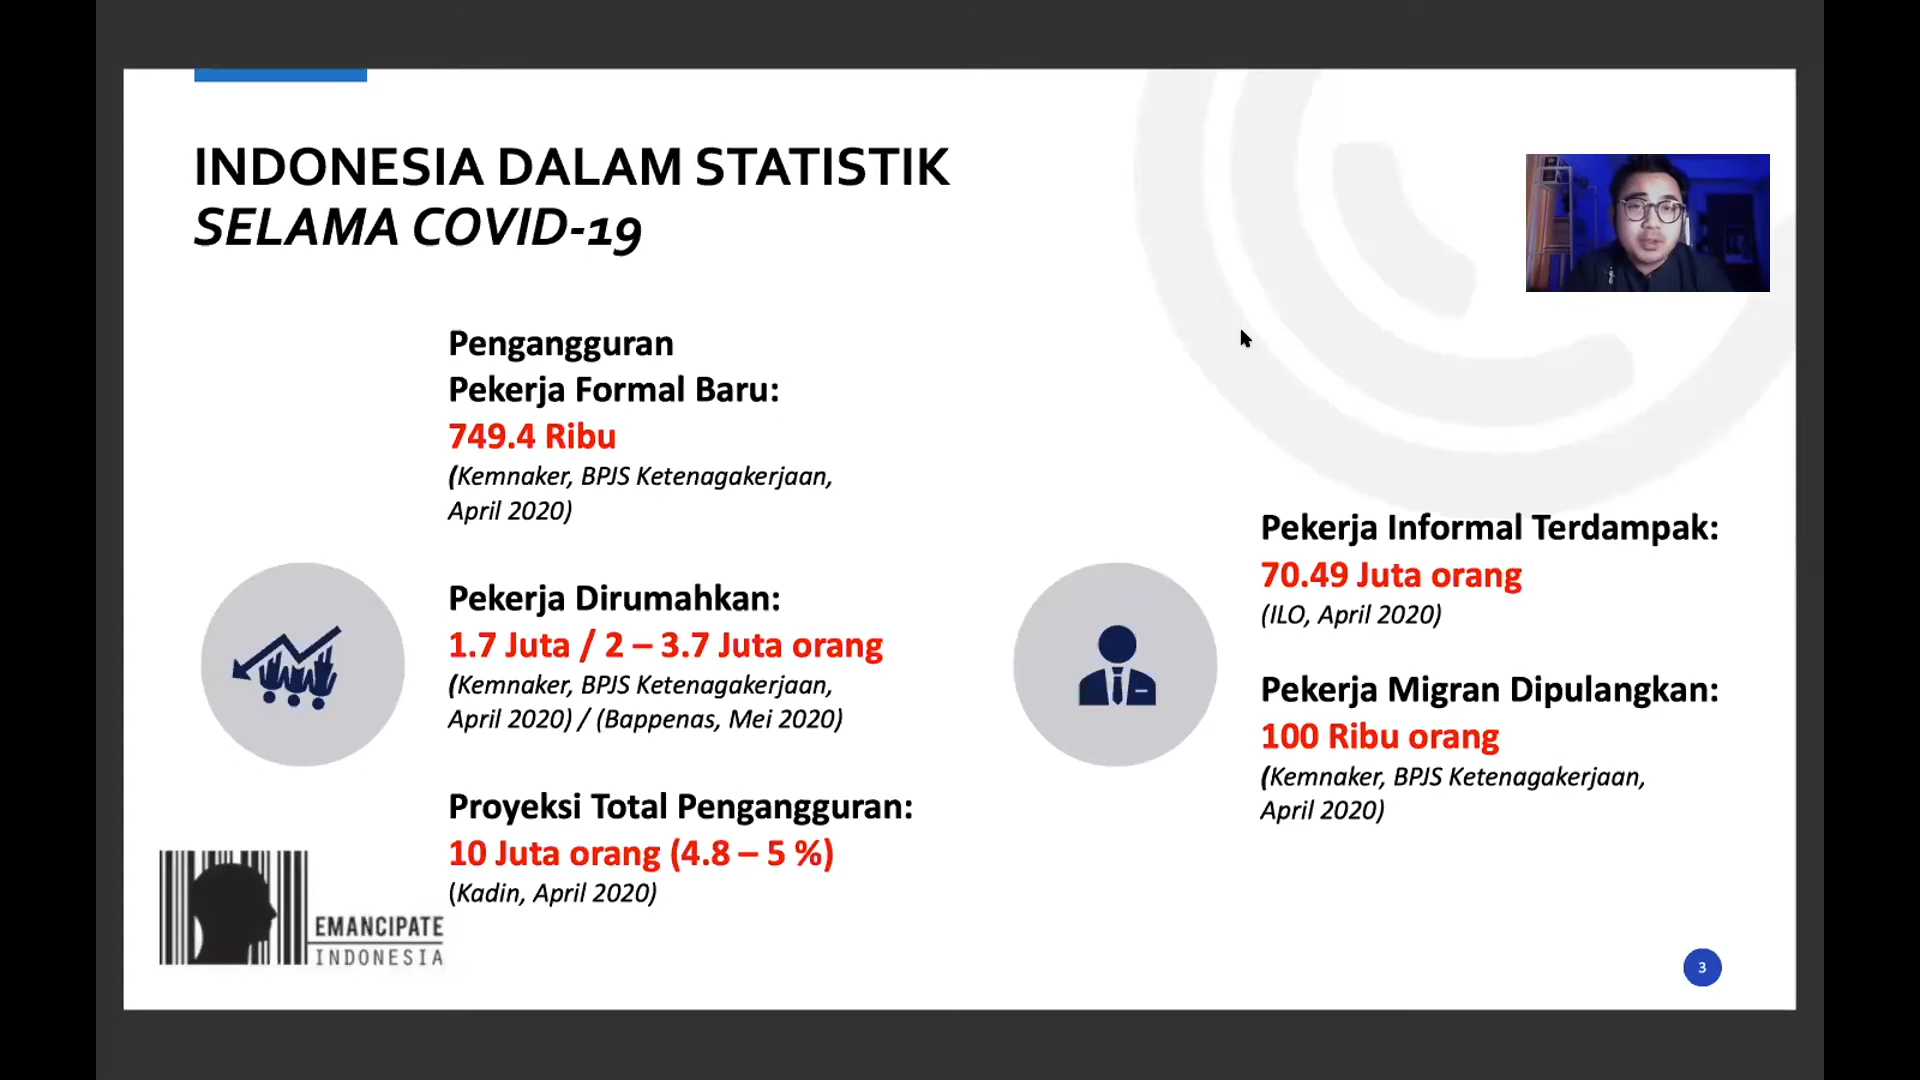 INDONESIA DALAM STATISTIK
SELAMA COVID-19
Pengangguran
Pekerja Formal Baru:
749.4 Ribu
(Kemnaker, BPJS Ketenagakerjaan,
April 2020)
Pekerja Dirumahkan:
1.7 Juta / 2 – 3.7 Juta orang
(Kemnaker, BPJS Ketenagakerjaan,
April 2020) / (Bappenas, Mei 2020)
Proyeksi Total Pengangguran:
10 Juta orang (4.8 – 5 %)
(Kadin, April 2020)
Pekerja Informal Terdampak:
70.49 Juta orang
(ILO, April 2020)
Pekerja Migran Dipulangkan:
100 Ribu orang
(Kemnaker, BPJS Ketenagakerjaan,
April 2020)
EMANCIPATE
INDONESIA
3